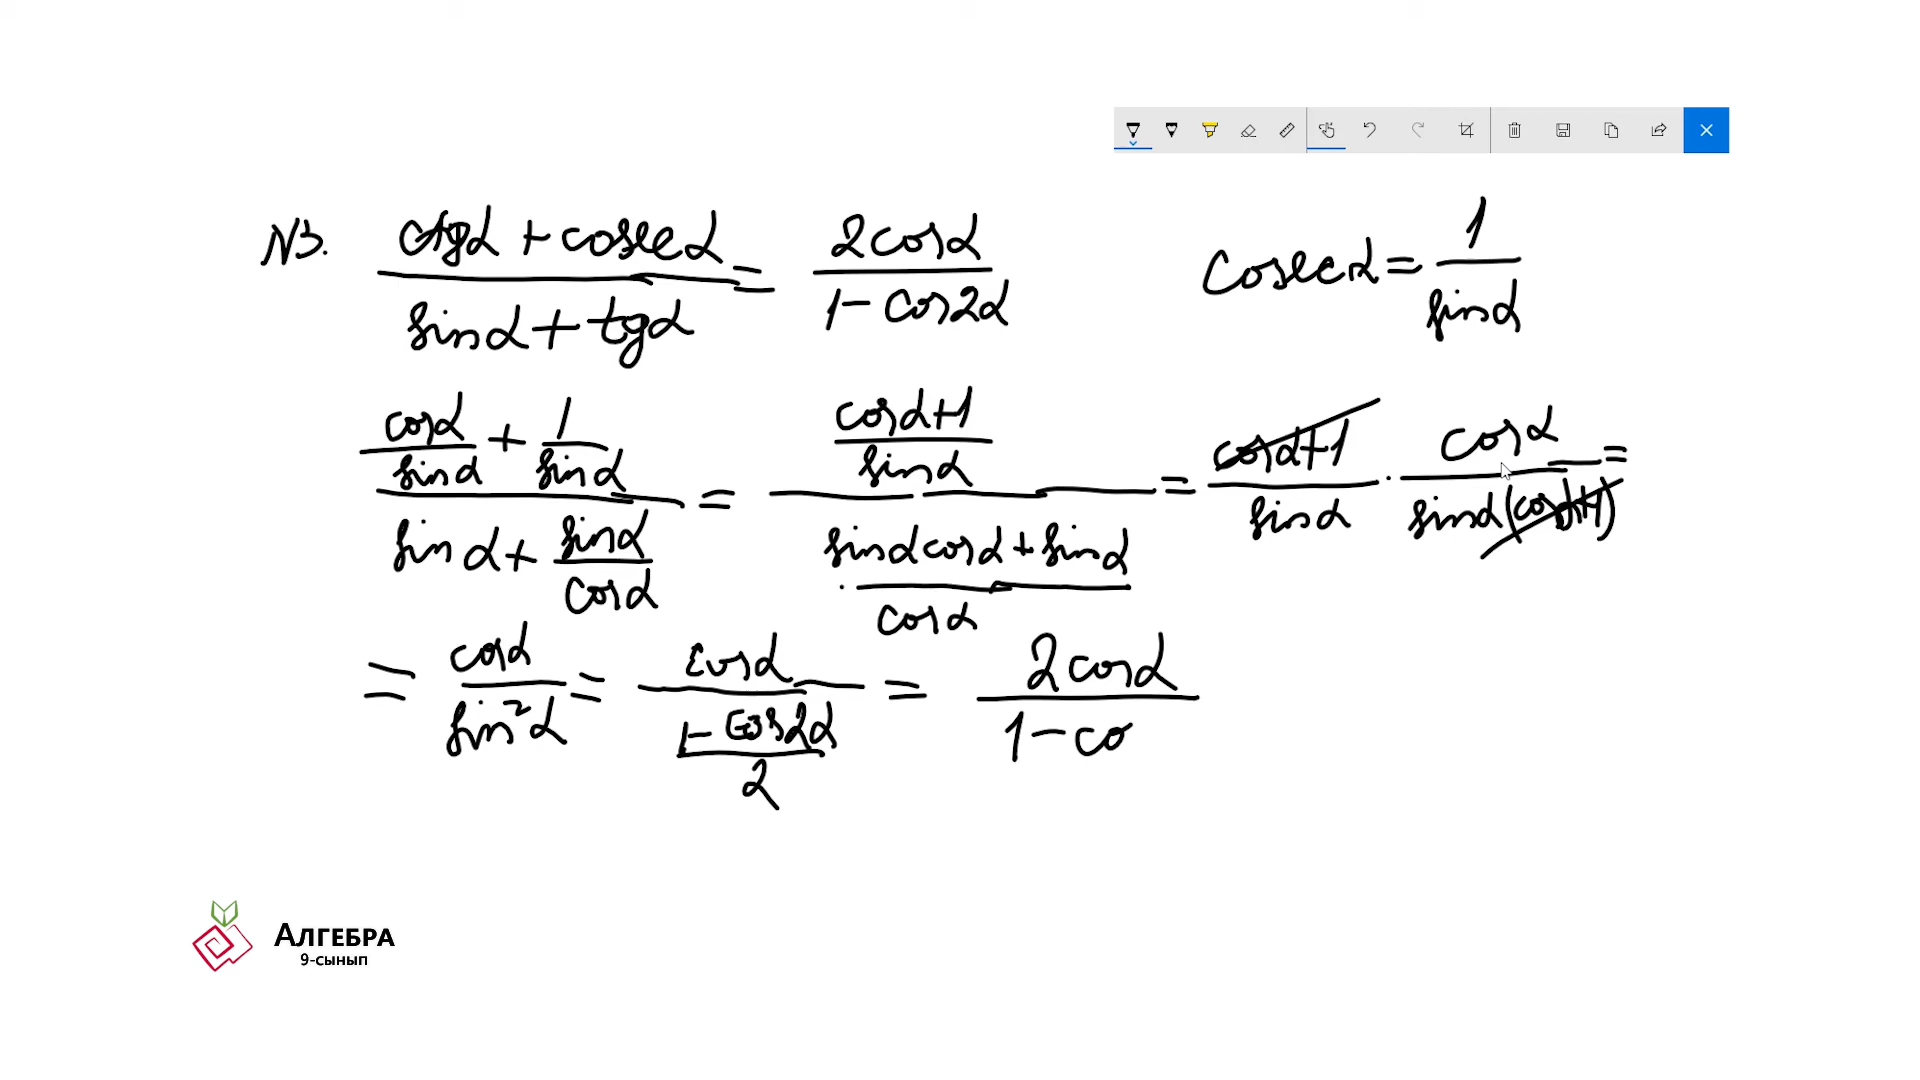 N3. (ctgα + cosecα)/(sinα + tgα) = 2cosα/(1 - cos2α)
cosecα = 1/sinα
(cosα/sinα + 1/sinα)/(sinα + sinα/cosα) = ((cosα+1)/sinα)/((sinαcosα + sinα)/cosα) = (cosα+1)/sinα · cosα/(sinα(cosα+1)) =
= cosα/sin²α = cosα/((1 - cos2α)/2) = 2cosα/(1 - co
АЛГЕБРА
9-сынып